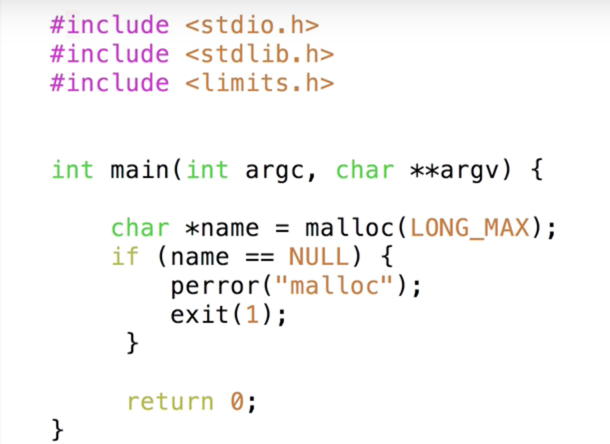 #include <stdio.h>
#include <stdlib.h>
#include <limits.h>
int main(int argc, char **argv) {
char *name = malloc(LONG_MAX);
if (name == NULL) {
perror("malloc");
exit(1);
}
return 0;
}